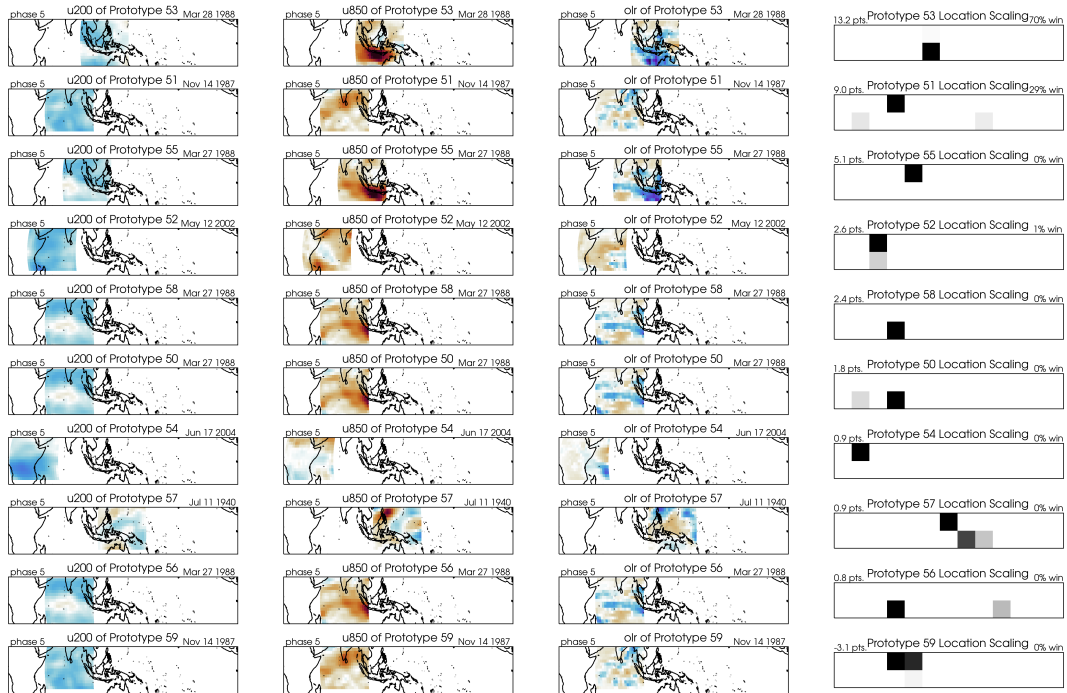 phase 5 u200 of Prototype 53 Mar 28 1988 phase 5 u850 of Prototype 53 Mar 28 1988 phase 5 olr of Prototype 53 Mar 28 1988 13.2 pts. Prototype 53 Location Scaling 70% win
phase 5 u200 of Prototype 51 Nov 14 1987 phase 5 u850 of Prototype 51 Nov 14 1987 phase 5 olr of Prototype 51 Nov 14 1987 9.0 pts. Prototype 51 Location Scaling 29% win
phase 5 u200 of Prototype 55 Mar 27 1988 phase 5 u850 of Prototype 55 Mar 27 1988 phase 5 olr of Prototype 55 Mar 27 1988 5.1 pts. Prototype 55 Location Scaling 0% win
phase 5 u200 of Prototype 52 May 12 2002 phase 5 u850 of Prototype 52 May 12 2002 phase 5 olr of Prototype 52 May 12 2002 2.6 pts. Prototype 52 Location Scaling 1% win
phase 5 u200 of Prototype 58 Mar 27 1988 phase 5 u850 of Prototype 58 Mar 27 1988 phase 5 olr of Prototype 58 Mar 27 1988 2.4 pts. Prototype 58 Location Scaling 0% win
phase 5 u200 of Prototype 50 Mar 27 1988 phase 5 u850 of Prototype 50 Mar 27 1988 phase 5 olr of Prototype 50 Mar 27 1988 1.8 pts. Prototype 50 Location Scaling 0% win
phase 5 u200 of Prototype 54 Jun 17 2004 phase 5 u850 of Prototype 54 Jun 17 2004 phase 5 olr of Prototype 54 Jun 17 2004 0.9 pts. Prototype 54 Location Scaling 0% win
phase 5 u200 of Prototype 57 Jul 11 1940 phase 5 u850 of Prototype 57 Jul 11 1940 phase 5 olr of Prototype 57 Jul 11 1940 0.9 pts. Prototype 57 Location Scaling 0% win
phase 5 u200 of Prototype 56 Mar 27 1988 phase 5 u850 of Prototype 56 Mar 27 1988 phase 5 olr of Prototype 56 Mar 27 1988 0.8 pts. Prototype 56 Location Scaling 0% win
phase 5 u200 of Prototype 59 Nov 14 1987 phase 5 u850 of Prototype 59 Nov 14 1987 phase 5 olr of Prototype 59 Nov 14 1987 -3.1 pts. Prototype 59 Location Scaling 0% win